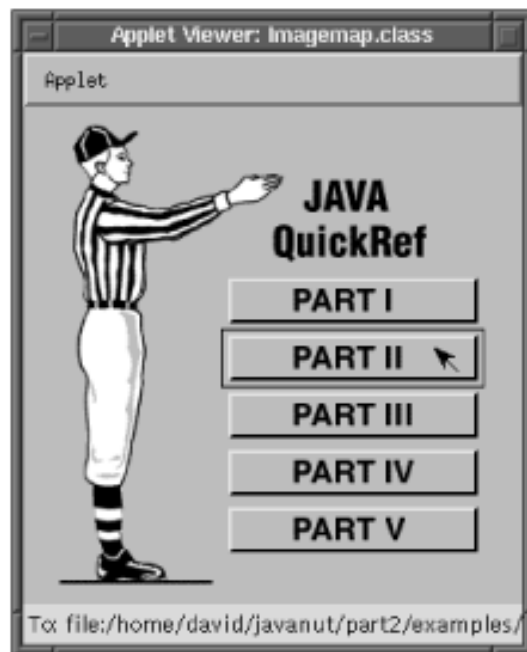 Applet Viewer: Imagemap.class
Applet
JAVA
QuickRef
PART I
PART II
PART III
PART IV
PART V
To: file:/home/david/javanut/part2/examples/